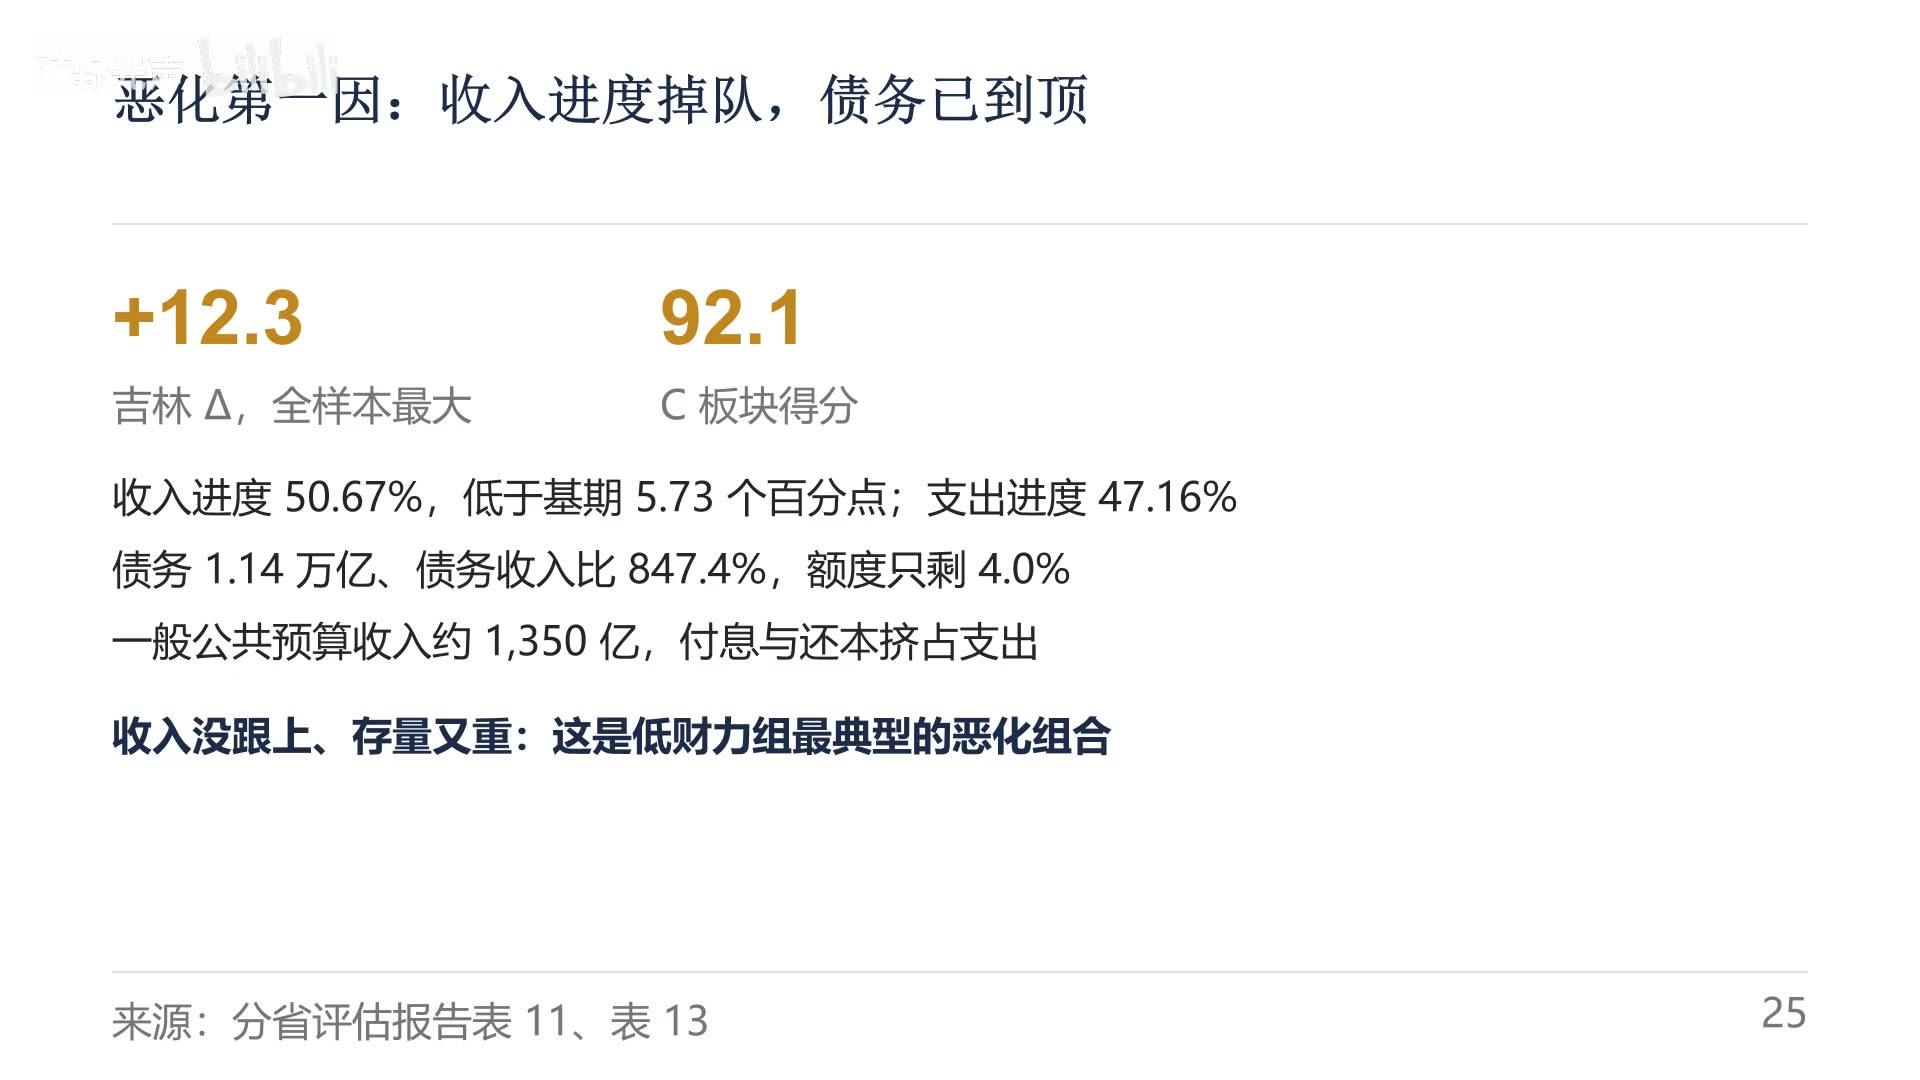 bilibili
恶化第一因：收入进度掉队，债务已到顶
+12.3
92.1
吉林 Δ，全样本最大
C 板块得分
收入进度 50.67%，低于基期 5.73 个百分点；支出进度 47.16%
债务 1.14 万亿、债务收入比 847.4%，额度只剩 4.0%
一般公共预算收入约 1,350 亿，付息与还本挤占支出
收入没跟上、存量又重：这是低财力组最典型的恶化组合
来源：分省评估报告表 11、表 13
25